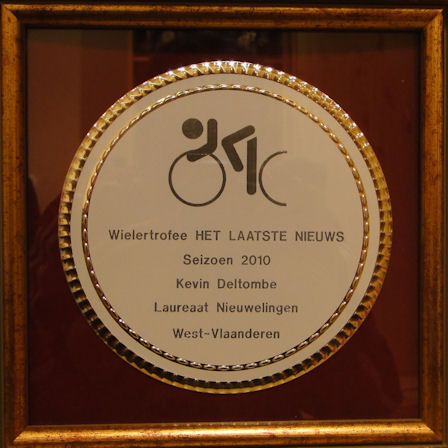 Wielertrofee HET LAATSTE NIEUWS
Seizoen 2010
Kevin Deltombe
Laureaat Nieuwelingen
West-Vlaanderen